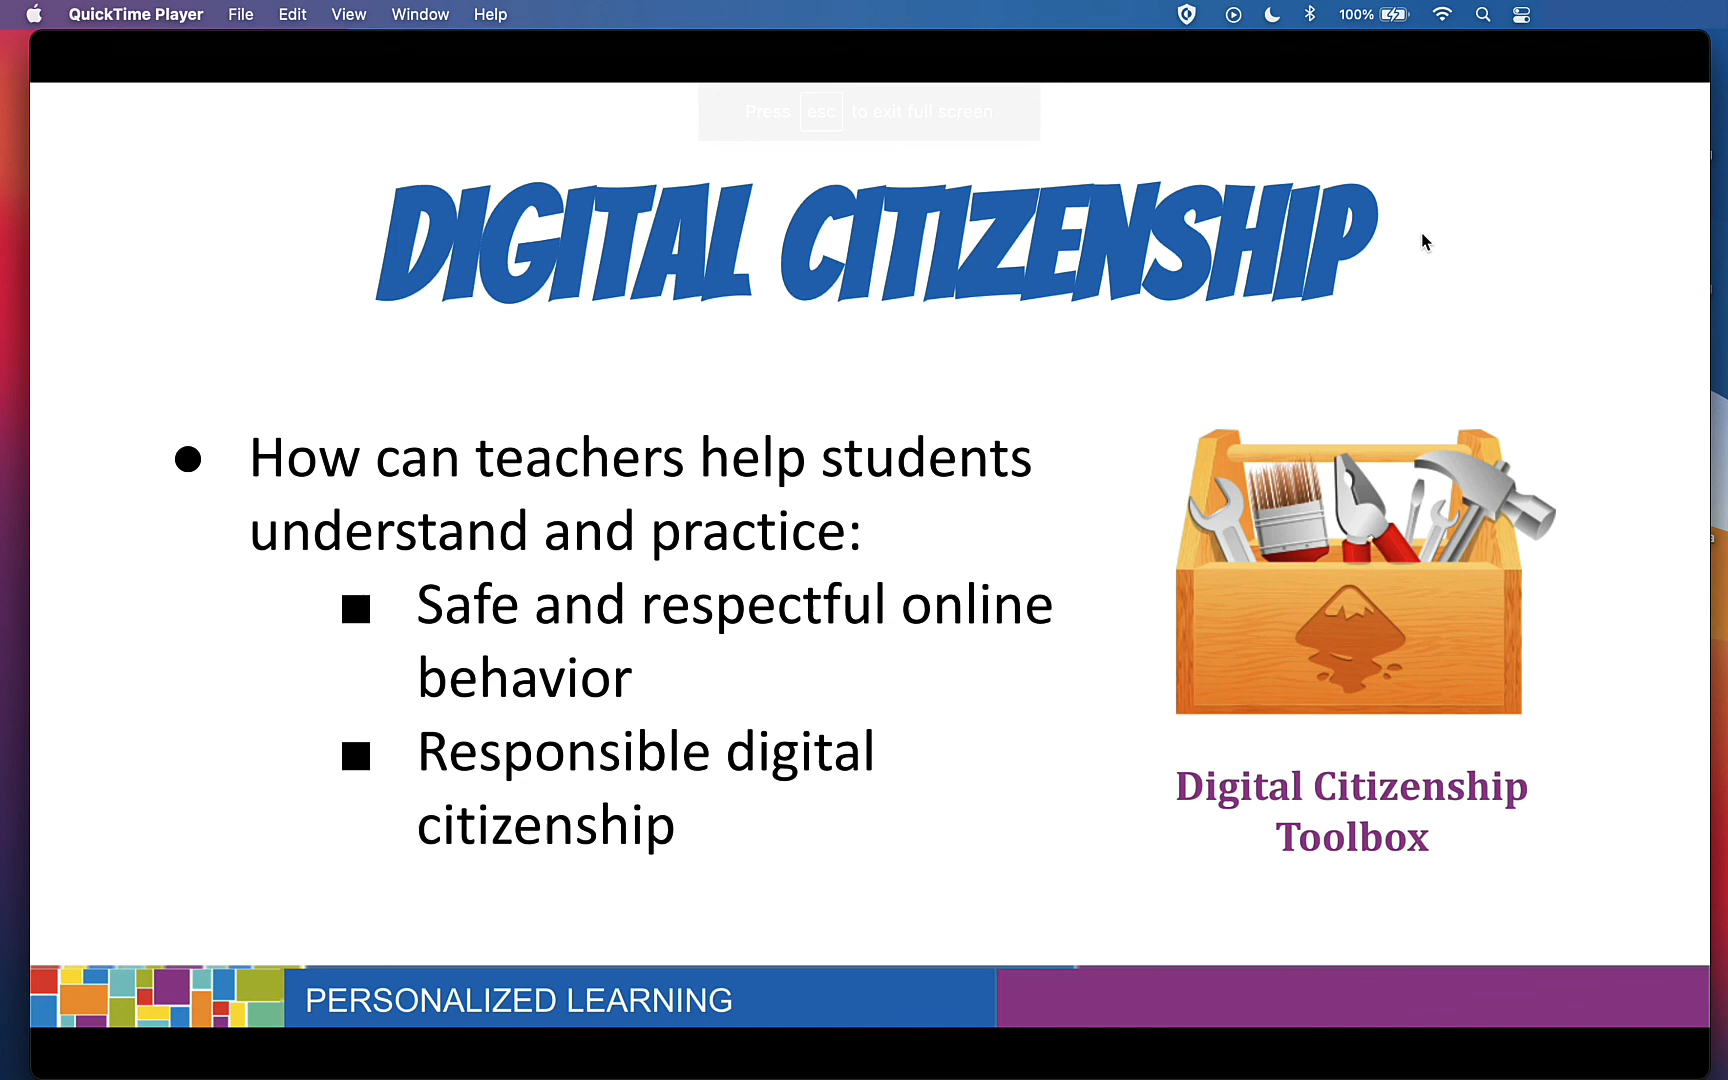 QuickTime Player File Edit View Window Help 100%
Press esc to exit full screen
DIGITAL CITIZENSHIP
How can teachers help students
understand and practice:
Safe and respectful online
behavior
Responsible digital
citizenship
Digital Citizenship
Toolbox
PERSONALIZED LEARNING